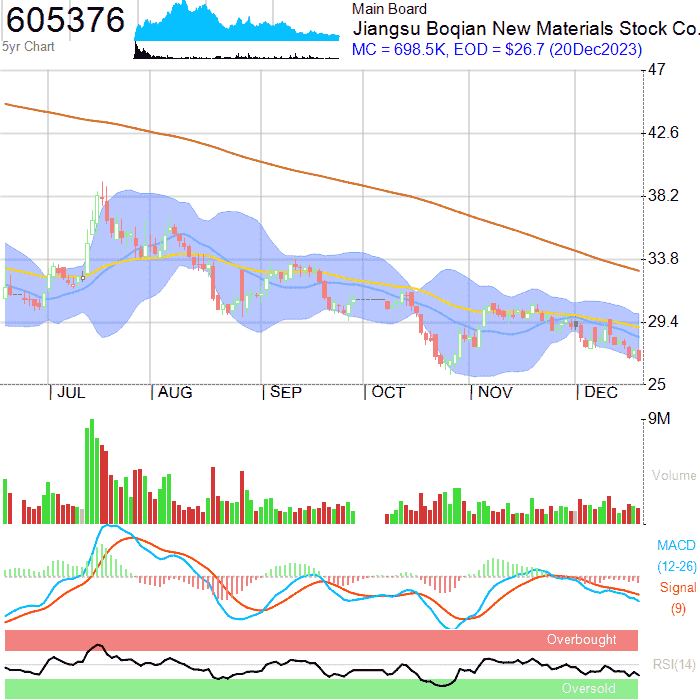 605376
5yr Chart
Main Board
Jiangsu Boqian New Materials Stock Co.
MC = 698.5K, EOD = $26.7 (20Dec2023)
47
42.6
38.2
33.8
29.4
25
JUL AUG SEP OCT NOV DEC
9M
Volume
MACD
(12-26)
Signal
(9)
Overbought
RSI(14)
Oversold